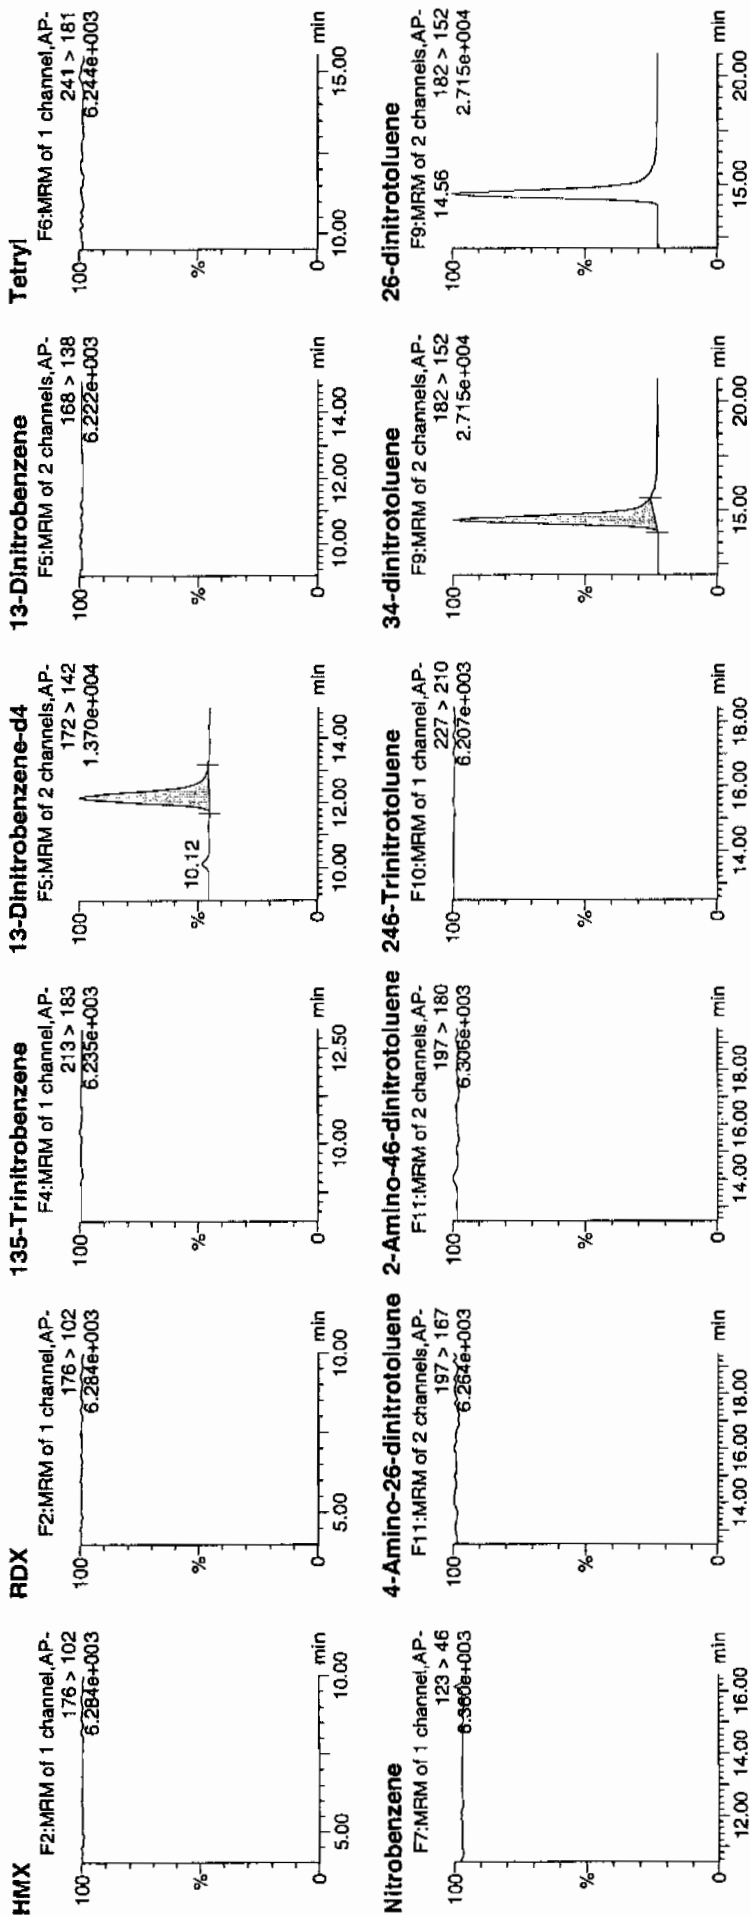 HMX
F2:MRM of 1 channel,AP-
176 > 102
6.284e+003
100
%
0
5.00
10.00
min
RDX
F2:MRM of 1 channel,AP-
176 > 102
6.284e+003
100
%
0
5.00
10.00
min
135-Trinitrobenzene
F4:MRM of 1 channel,AP-
213 > 183
6.235e+003
100
%
0
10.00
12.50
min
13-Dinitrobenzene-d4
F5:MRM of 2 channels,AP-
172 > 142
1.370e+004
100
10.12
%
0
10.00
12.00
14.00
min
13-Dinitrobenzene
F5:MRM of 2 channels,AP-
168 > 138
6.222e+003
100
%
0
10.00
12.00
14.00
min
Tetryl
F6:MRM of 1 channel,AP-
241 > 181
6.244e+003
100
%
0
10.00
15.00
min
Nitrobenzene
F7:MRM of 1 channel,AP-
123 > 46
6.360e+003
100
%
0
12.00
14.00
16.00
min
4-Amino-26-dinitrotoluene
F11:MRM of 2 channels,AP-
197 > 167
6.264e+003
100
%
0
14.00
16.00
18.00
min
2-Amino-46-dinitrotoluene
F11:MRM of 2 channels,AP-
197 > 180
6.306e+003
100
%
0
14.00
16.00
18.00
min
246-Trinitrotoluene
F10:MRM of 1 channel,AP-
227 > 210
6.207e+003
100
%
0
14.00
16.00
18.00
min
34-dinitrotoluene
F9:MRM of 2 channels,AP-
182 > 152
2.715e+004
100
%
0
15.00
20.00
min
26-dinitrotoluene
F9:MRM of 2 channels,AP-
14.56
182 > 152
2.715e+004
100
%
0
15.00
20.00
min